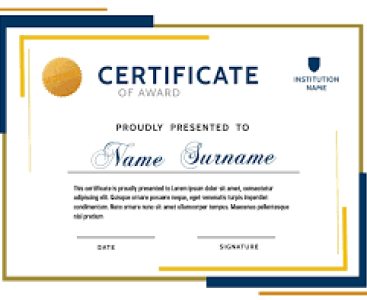 CERTIFICATE
OF AWARD
INSTITUTION
NAME
PROUDLY PRESENTED TO
Name Surname
This certificate is proudly presented to Lorem ipsum dolor sit amet, consectetur
adipiscing elit. Quisque ornare posuere neque, eget venenatis turpis imperdiet
condimentum. Nam ornare nunc sit amet ullamcorper tempus. Maecenas pellentesque
nisl pretium
DATE
SIGNATURE